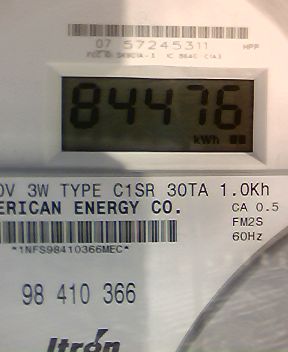 07 57245311 MPP
84476
kWh
0V 3W TYPE C1SR 30TA 1.0Kh
ERICAN ENERGY CO. CA 0.5
FM2S
60Hz
*1NFS98410366MEC*
98 410 366
Itron